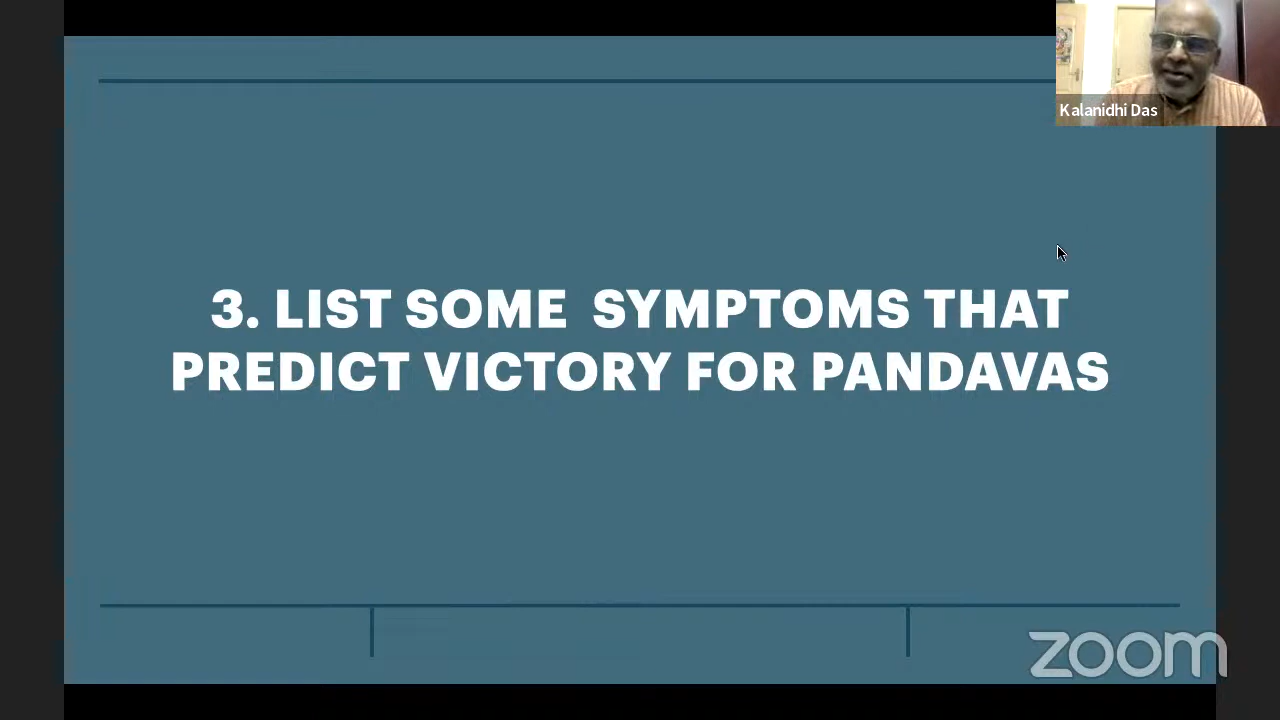 Kalanidhi Das
3. LIST SOME SYMPTOMS THAT
PREDICT VICTORY FOR PANDAVAS
zoom